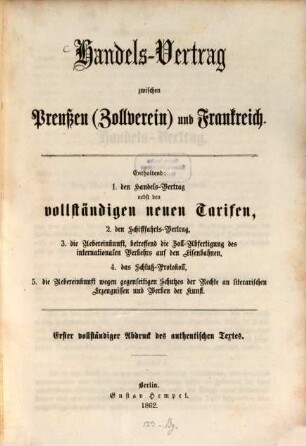 Handels-Vertrag
zwischen
Preußen (Zollverein) und Frankreich.
Enthaltend:
1. den Handels-Vertrag
nebst den
vollständigen neuen Tarifen,
2. den Schifffahrts-Vertrag,
3. die Uebereinkunft, betreffend die Zoll-Abfertigung des
internationalen Verkehrs auf den Eisenbahnen,
4. das Schluß-Protokoll,
5. die Uebereinkunft wegen gegenseitigen Schutzes der Rechte an literarischen
Erzeugnissen und Werken der Kunst.
Erster vollständiger Abdruck des authentischen Textes.
Berlin.
Gustav Hempel.
1862.